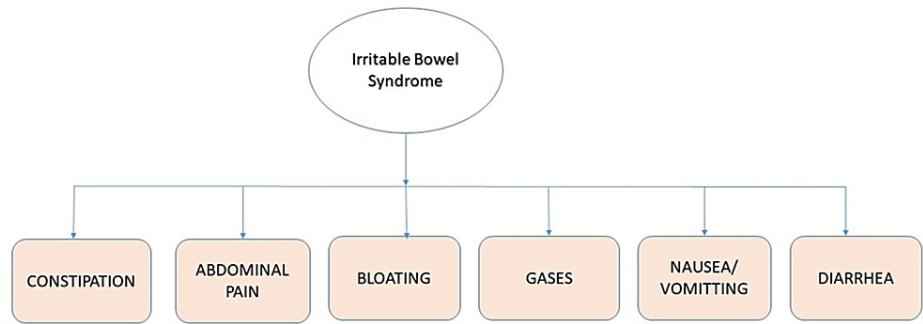 Irritable Bowel
Syndrome
CONSTIPATION
ABDOMINAL
PAIN
BLOATING
GASES
NAUSEA/
VOMITTING
DIARRHEA